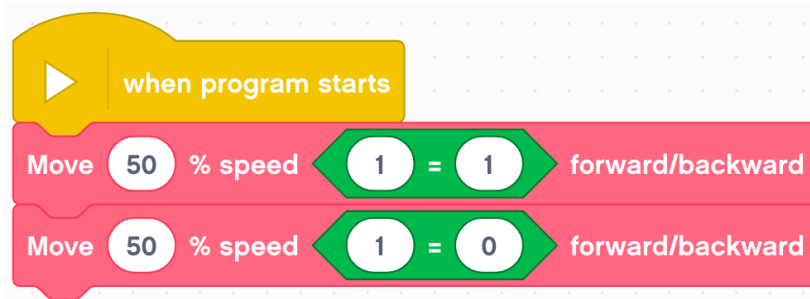 when program starts
Move 50 % speed 1 = 1 forward/backward
Move 50 % speed 1 = 0 forward/backward